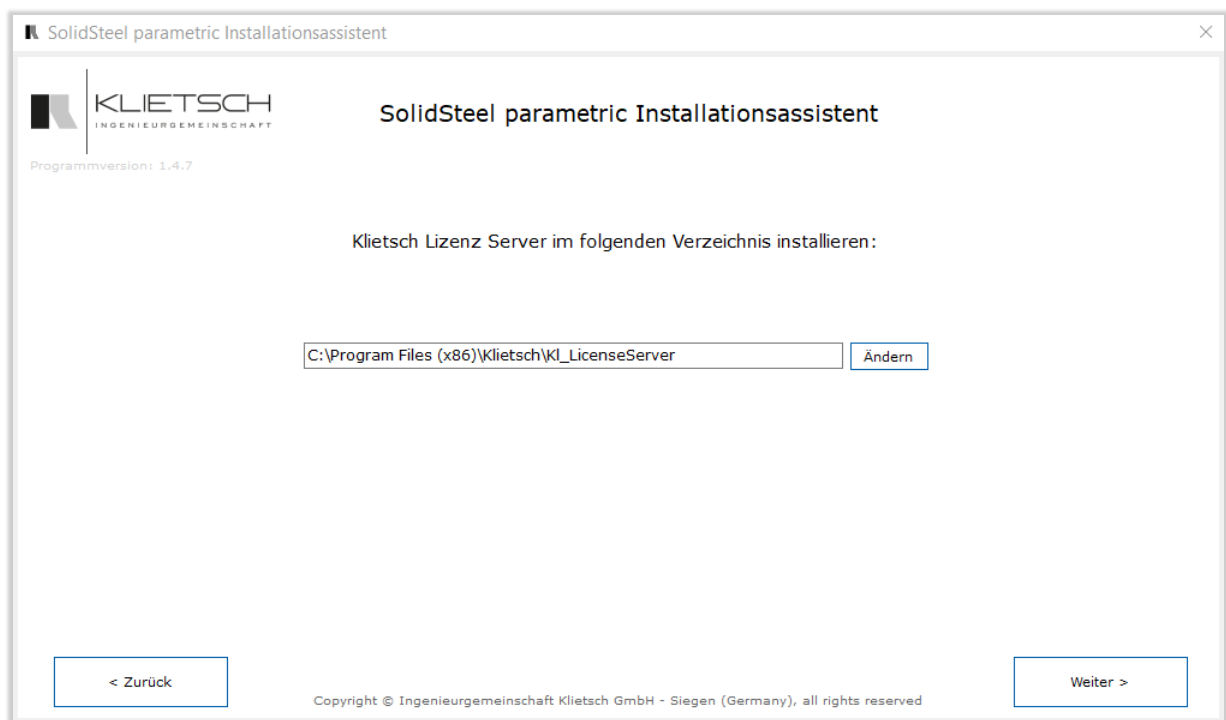 SolidSteel parametric Installationsassistent
KLIETSCH
INGENIEURGEMEINSCHAFT
SolidSteel parametric Installationsassistent
Programmversion: 1.4.7
Klietsch Lizenz Server im folgenden Verzeichnis installieren:
C:\Program Files (x86)\Klietsch\Kl_LicenseServer
Ändern
< Zurück
Weiter >
Copyright © Ingenieurgemeinschaft Klietsch GmbH - Siegen (Germany), all rights reserved